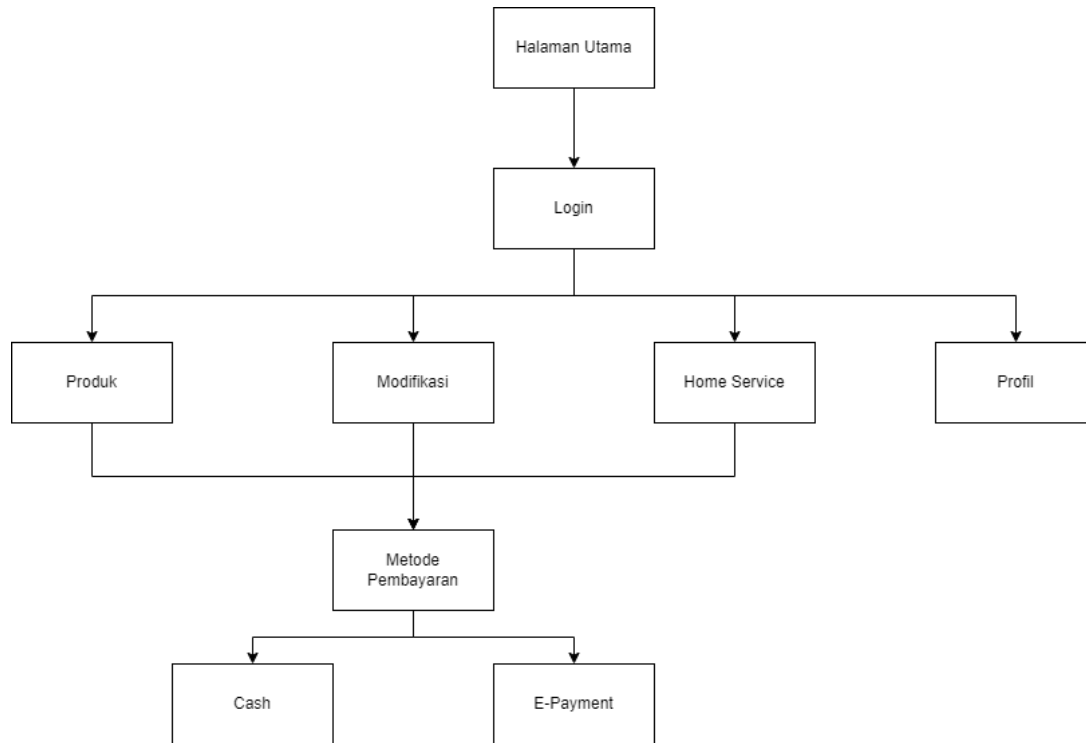 Halaman Utama
Login
Produk
Modifikasi
Home Service
Profil
Metode
Pembayaran
Cash
E-Payment